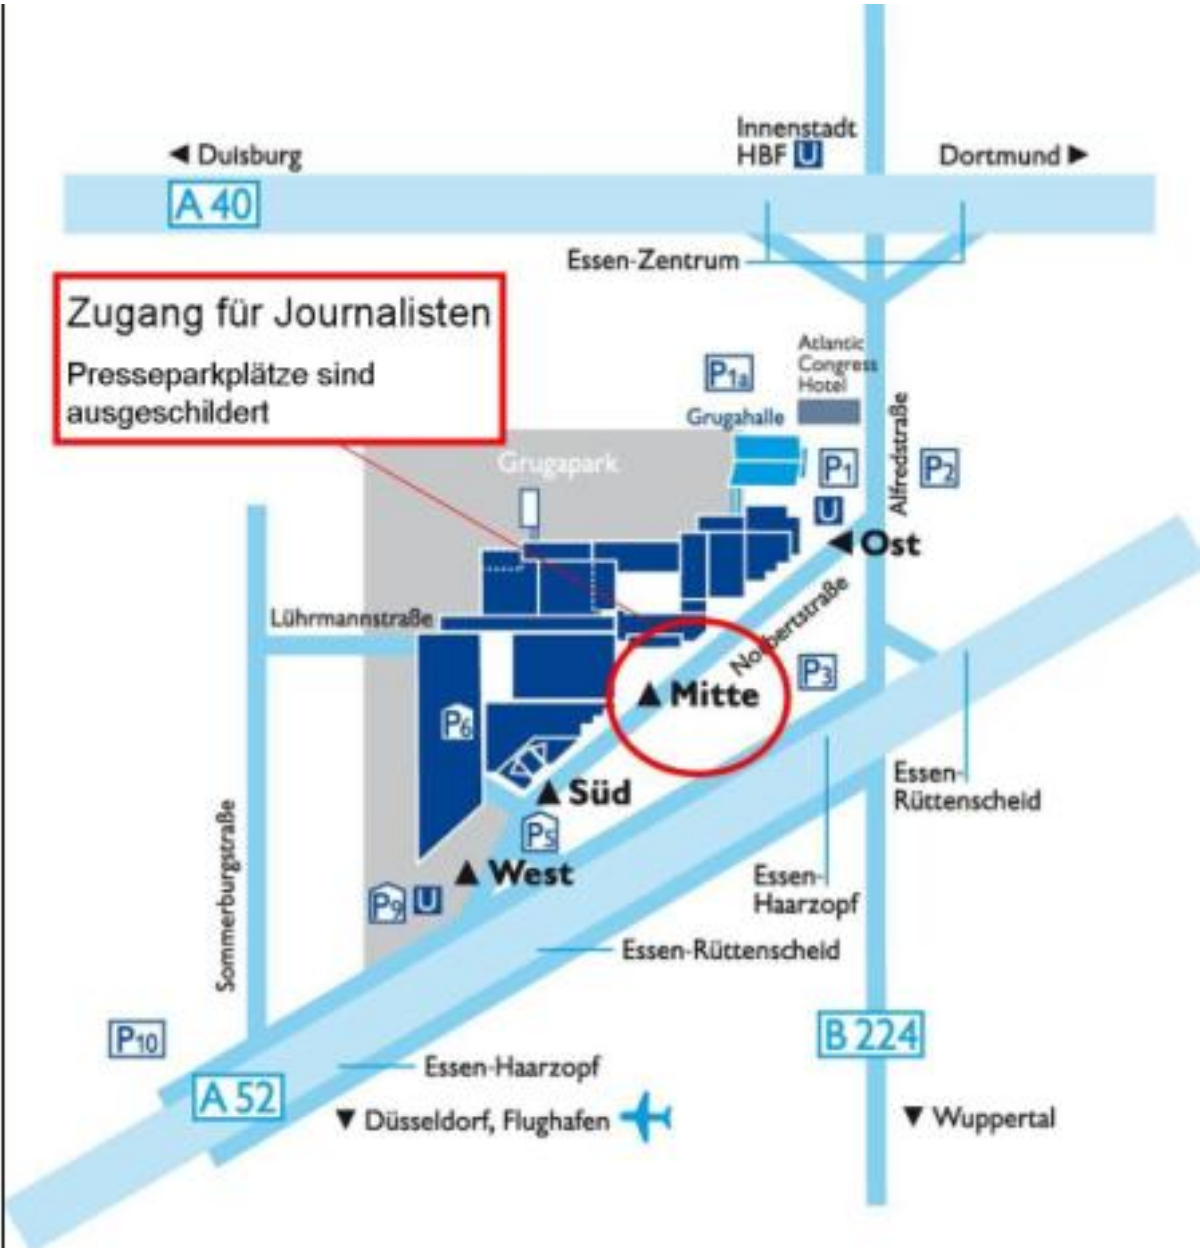 Innenstadt
HBF U
◄ Duisburg
Dortmund ►
A 40
Essen-Zentrum
Zugang für Journalisten
Presseparkplätze sind
ausgeschildert
Atlantic
Congress
Hotel
P1a
Grugahalle
Alfredstraße
Grugapark
P1
P2
U
◄ Ost
Lührmannstraße
Norbertstraße
P3
▲ Mitte
P6
Essen-
Rüttenscheid
▲ Süd
P5
Sommerburgstraße
▲ West
Essen-
Haarzopf
P9 U
Essen-Rüttenscheid
P10
B 224
Essen-Haarzopf
A 52
▼ Düsseldorf, Flughafen
▼ Wuppertal